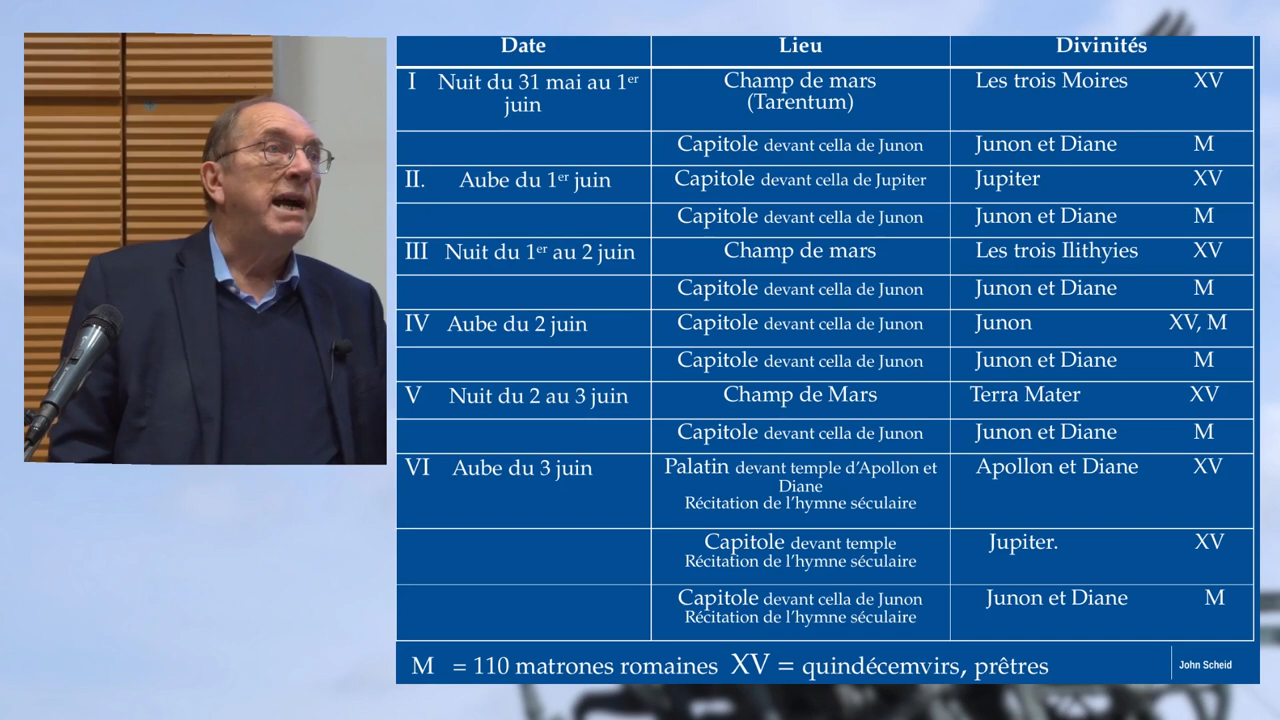 Date Lieu Divinités
I Nuit du 31 mai au 1er Champ de mars Les trois Moires XV
juin (Tarentum)
Capitole devant cella de Junon Junon et Diane M
II. Aube du 1er juin Capitole devant cella de Jupiter Jupiter XV
Capitole devant cella de Junon Junon et Diane M
III Nuit du 1er au 2 juin Champ de mars Les trois Ilithyies XV
Capitole devant cella de Junon Junon et Diane M
IV Aube du 2 juin Capitole devant cella de Junon Junon XV, M
Capitole devant cella de Junon Junon et Diane M
V Nuit du 2 au 3 juin Champ de Mars Terra Mater XV
Capitole devant cella de Junon Junon et Diane M
VI Aube du 3 juin Palatin devant temple d’Apollon et Apollon et Diane XV
Diane
Récitation de l’hymne séculaire
Capitole devant temple Jupiter. XV
Récitation de l’hymne séculaire
Capitole devant cella de Junon Junon et Diane M
Récitation de l’hymne séculaire
M = 110 matrones romaines XV = quindécemvirs, prêtres
John Scheid